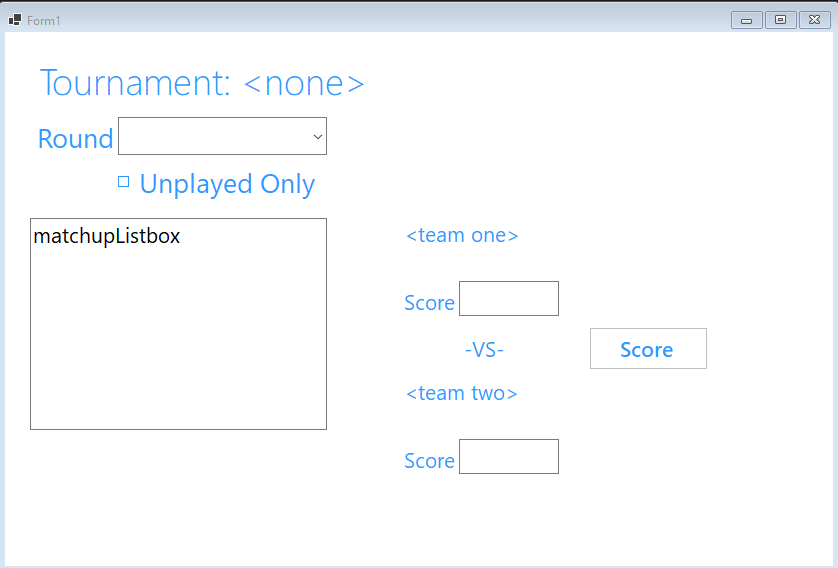 Form1
Tournament: <none>
Round
Unplayed Only
matchupListbox
<team one>
Score
-VS-
Score
<team two>
Score